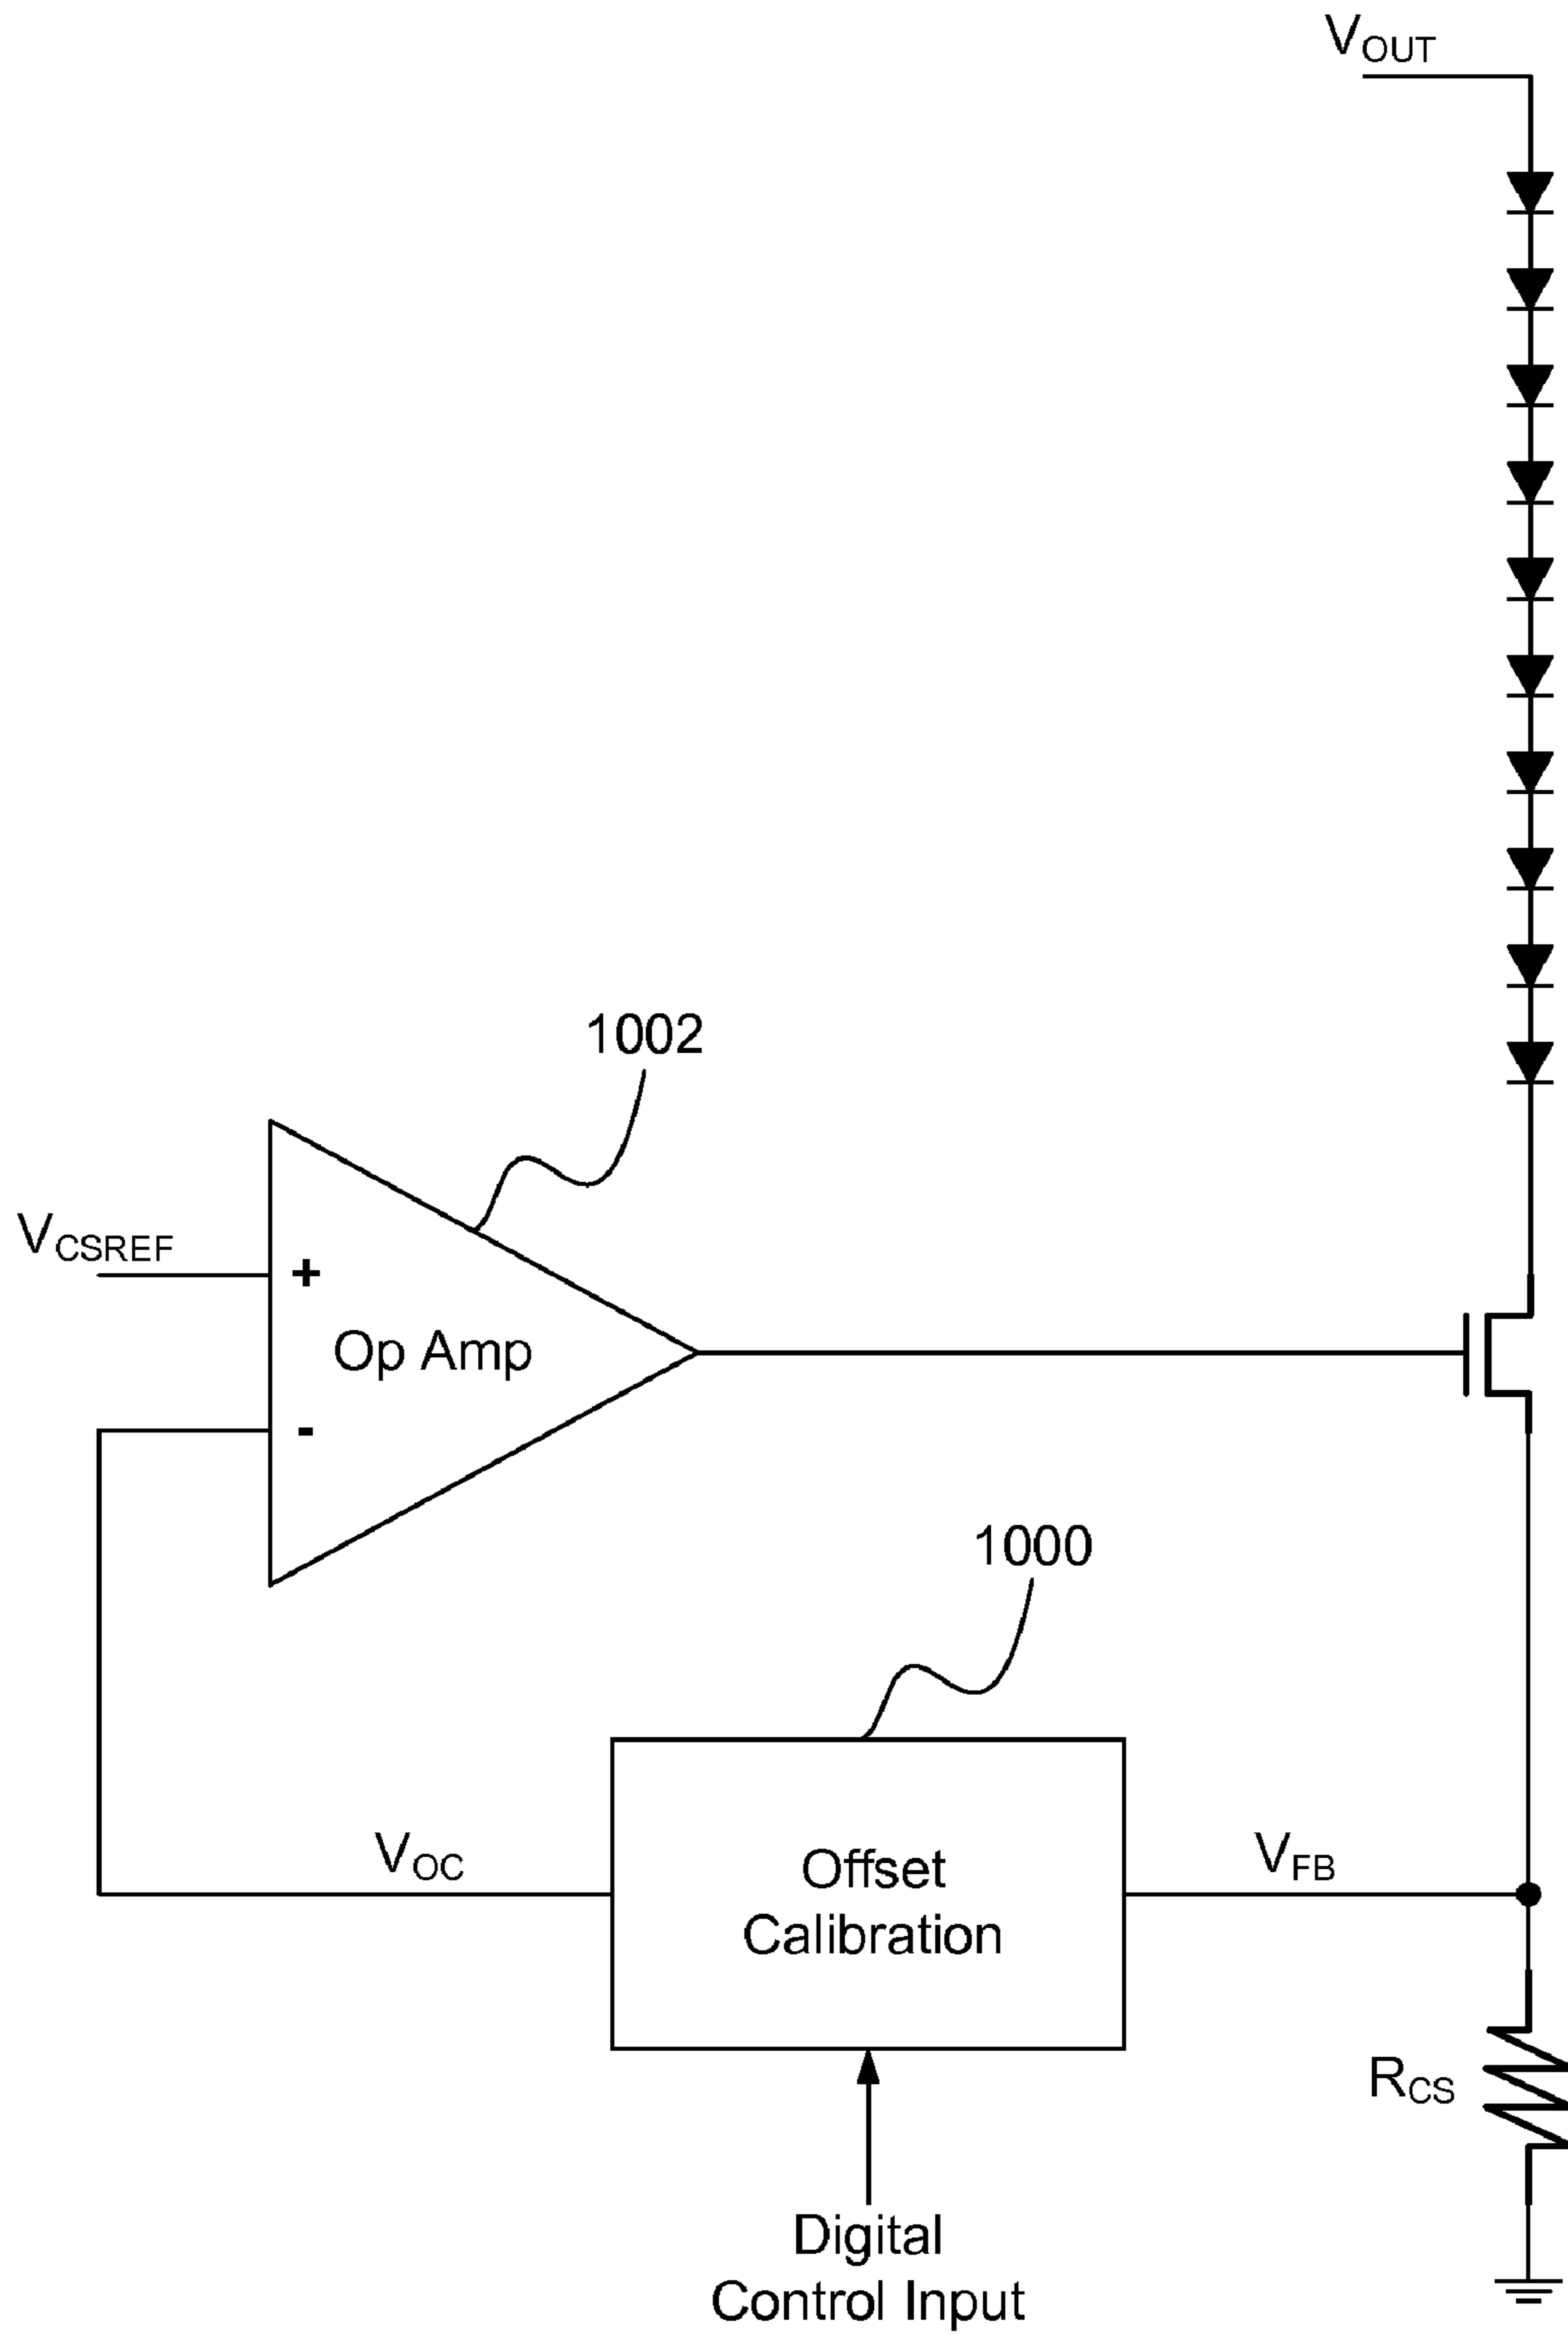 VOUT
1002
VCSREF
+
Op Amp
-
1000
VOC
Offset
Calibration
VFB
RCS
Digital
Control Input